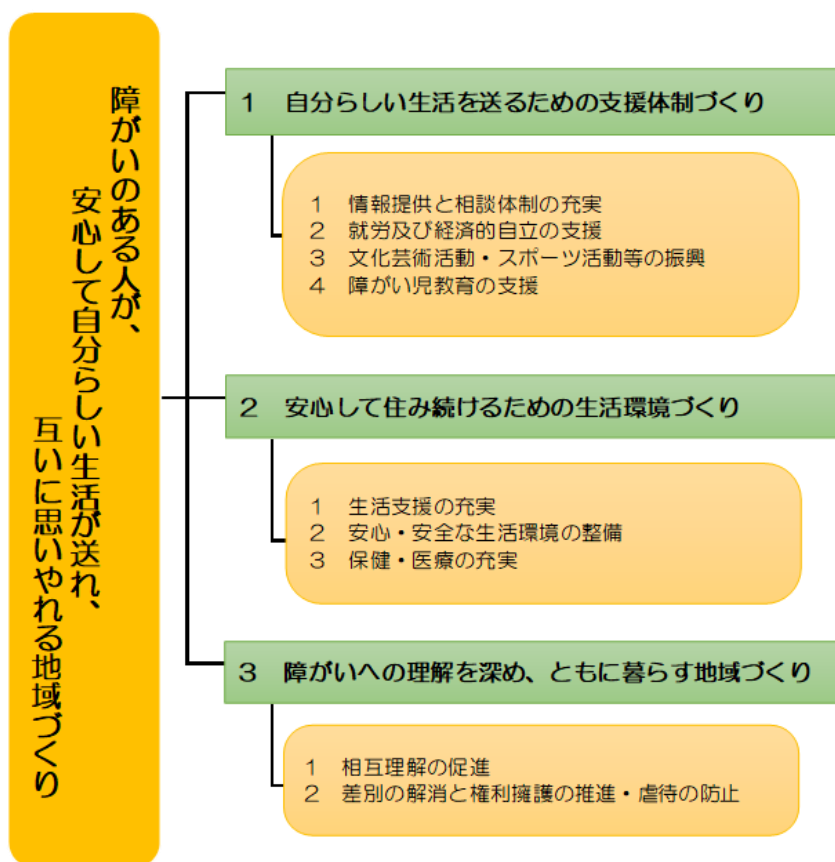 障がいのある人が、
安心して自分らしい生活が送れ、
互いに思いやれる地域づくり
1 自分らしい生活を送るための支援体制づくり
1 情報提供と相談体制の充実
2 就労及び経済的自立の支援
3 文化芸術活動・スポーツ活動等の振興
4 障がい児教育の支援
2 安心して住み続けるための生活環境づくり
1 生活支援の充実
2 安心・安全な生活環境の整備
3 保健・医療の充実
3 障がいへの理解を深め、ともに暮らす地域づくり
1 相互理解の促進
2 差別の解消と権利擁護の推進・虐待の防止